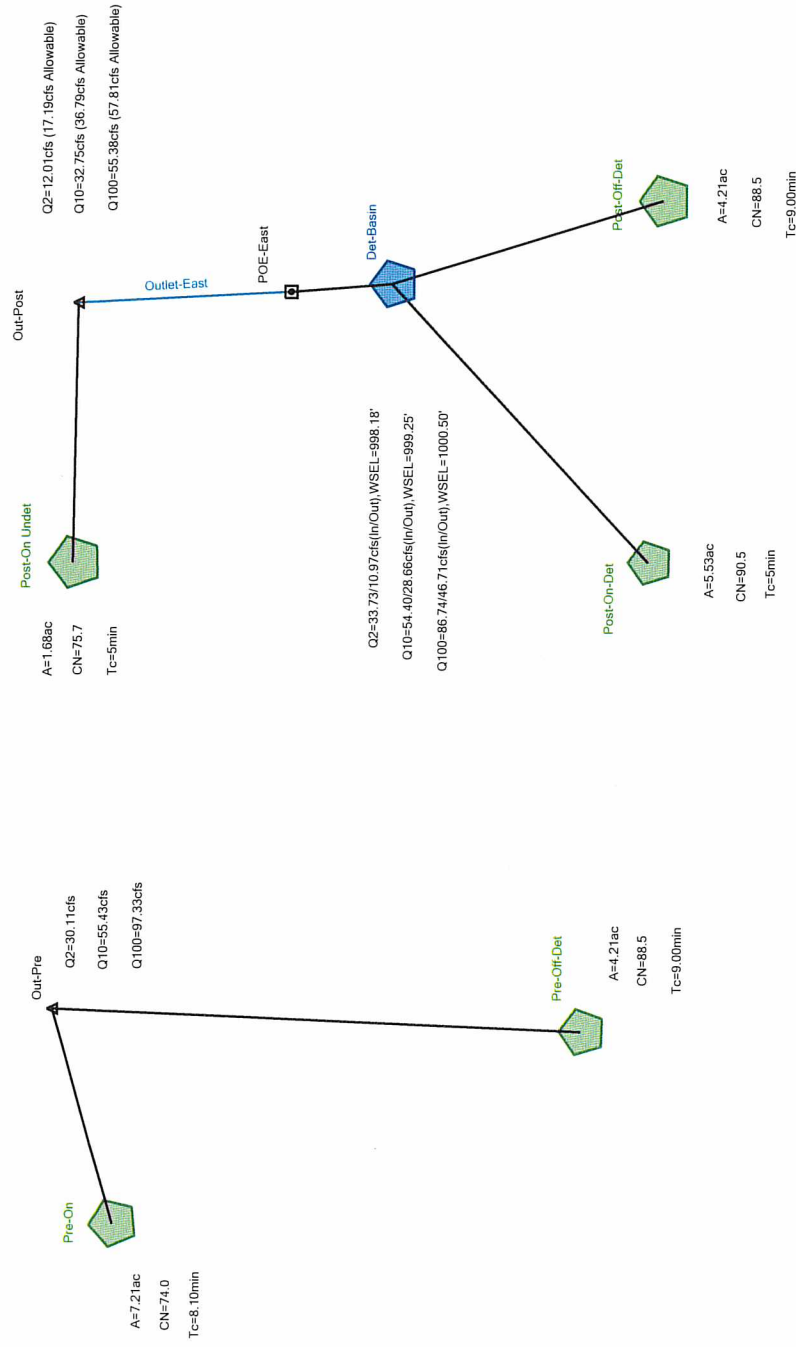 Pre-On
A=7.21ac
CN=74.0
Tc=8.10min
Out-Pre
Q2=30.11cfs
Q10=55.43cfs
Q100=97.33cfs
Pre-Off-Det
A=4.21ac
CN=88.5
Tc=9.00min
Post-On Undet
A=1.68ac
CN=75.7
Tc=5min
Out-Post
Q2=12.01cfs (17.19cfs Allowable)
Q10=32.75cfs (36.79cfs Allowable)
Q100=55.38cfs (57.81cfs Allowable)
Outlet-East
POE-East
Det-Basin
Q2=33.73/10.97cfs(In/Out),WSEL=998.18'
Q10=54.40/28.66cfs(In/Out),WSEL=999.25'
Q100=86.74/46.71cfs(In/Out),WSEL=1000.50'
Post-On-Det
A=5.53ac
CN=90.5
Tc=5min
Post-Off-Det
A=4.21ac
CN=88.5
Tc=9.00min